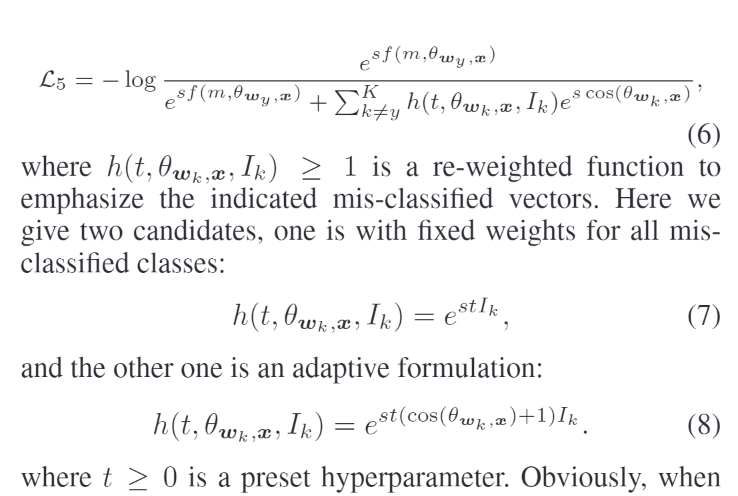 $\mathcal{L}_5 = -\log \frac{e^{sf(m,\theta_{\boldsymbol{w}_y,\boldsymbol{x}})}}{e^{sf(m,\theta_{\boldsymbol{w}_y,\boldsymbol{x}})} + \sum_{k \neq y}^{K} h(t,\theta_{\boldsymbol{w}_k,\boldsymbol{x}},I_k)e^{s\cos(\theta_{\boldsymbol{w}_k,\boldsymbol{x}})}},$
(6)
where $h(t, \theta_{\boldsymbol{w}_k,\boldsymbol{x}}, I_k) \geq 1$ is a re-weighted function to
emphasize the indicated mis-classified vectors. Here we
give two candidates, one is with fixed weights for all mis-
classified classes:
$h(t, \theta_{\boldsymbol{w}_k,\boldsymbol{x}}, I_k) = e^{stI_k},$ (7)
and the other one is an adaptive formulation:
$h(t, \theta_{\boldsymbol{w}_k,\boldsymbol{x}}, I_k) = e^{st(\cos(\theta_{\boldsymbol{w}_k,\boldsymbol{x}})+1)I_k}.$ (8)
where $t \geq 0$ is a preset hyperparameter. Obviously, when